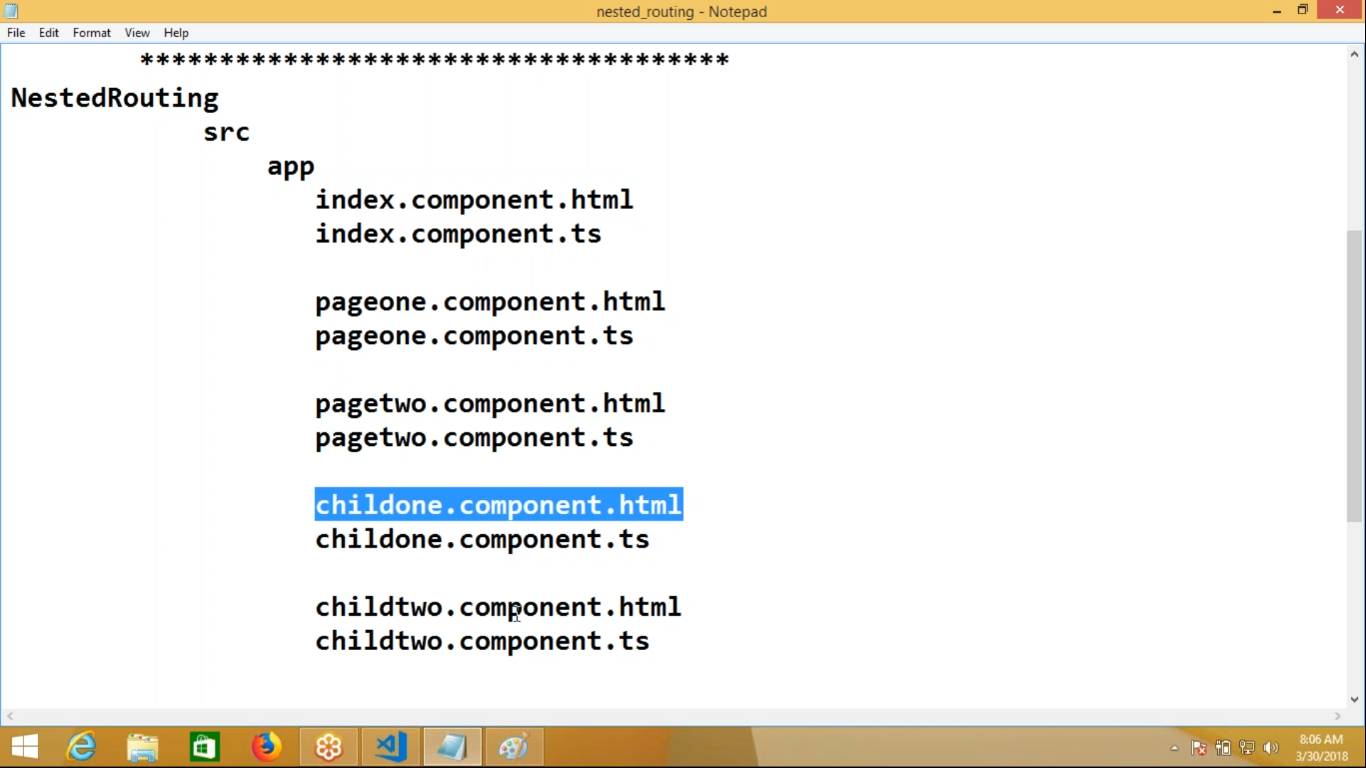 nested_routing - Notepad
File Edit Format View Help
*************************************
NestedRouting
src
app
index.component.html
index.component.ts
pageone.component.html
pageone.component.ts
pagetwo.component.html
pagetwo.component.ts
childone.component.html
childone.component.ts
childtwo.component.html
childtwo.component.ts
8:06 AM
3/30/2018